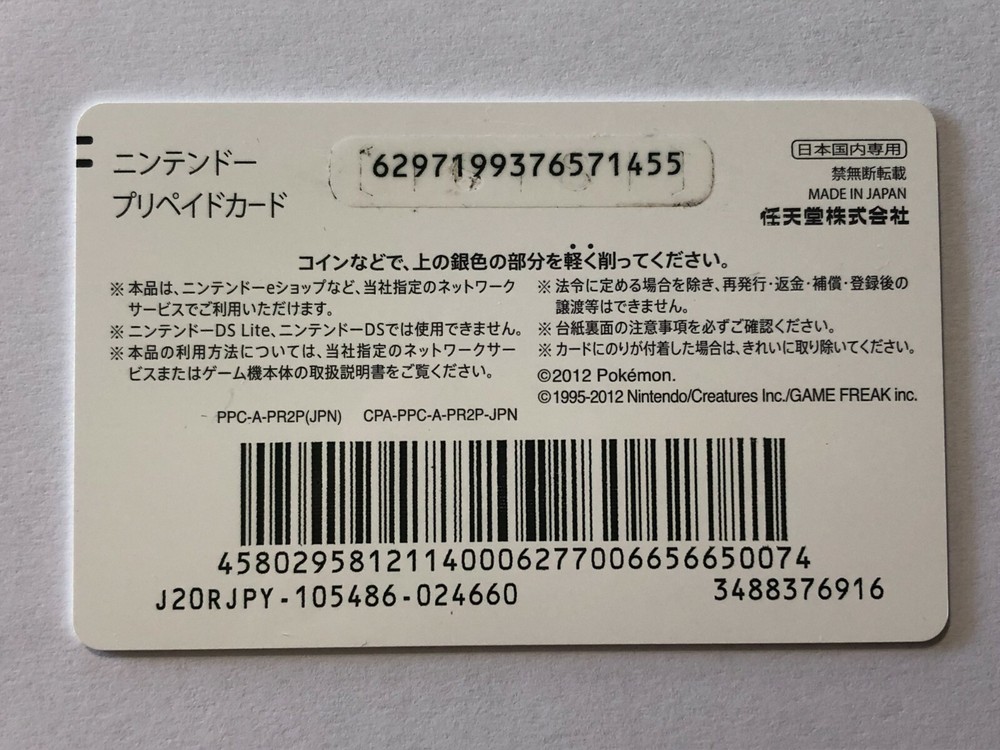 ニンテンドー
プリペイドカード
6297199376571455
日本国内専用
禁無断転載
MADE IN JAPAN
任天堂株式会社
コインなどで、上の銀色の部分を軽く削ってください。
※本品は、ニンテンドーeショップなど、当社指定のネットワーク
サービスでご利用いただけます。
※ニンテンドーDS Lite、ニンテンドーDSでは使用できません。
※本品の利用方法については、当社指定のネットワークサー
ビスまたはゲーム機本体の取扱説明書をご覧ください。
※法令に定める場合を除き、再発行・返金・補償・登録後の
譲渡等はできません。
※台紙裏面の注意事項を必ずご確認ください。
※カードにのりが付着した場合は、きれいに取り除いてください。
©2012 Pokémon.
©1995-2012 Nintendo/Creatures Inc./GAME FREAK inc.
PPC-A-PR2P(JPN) CPA-PPC-A-PR2P-JPN
45802958121140006277006656650074
J20RJPY-105486-024660
3488376916